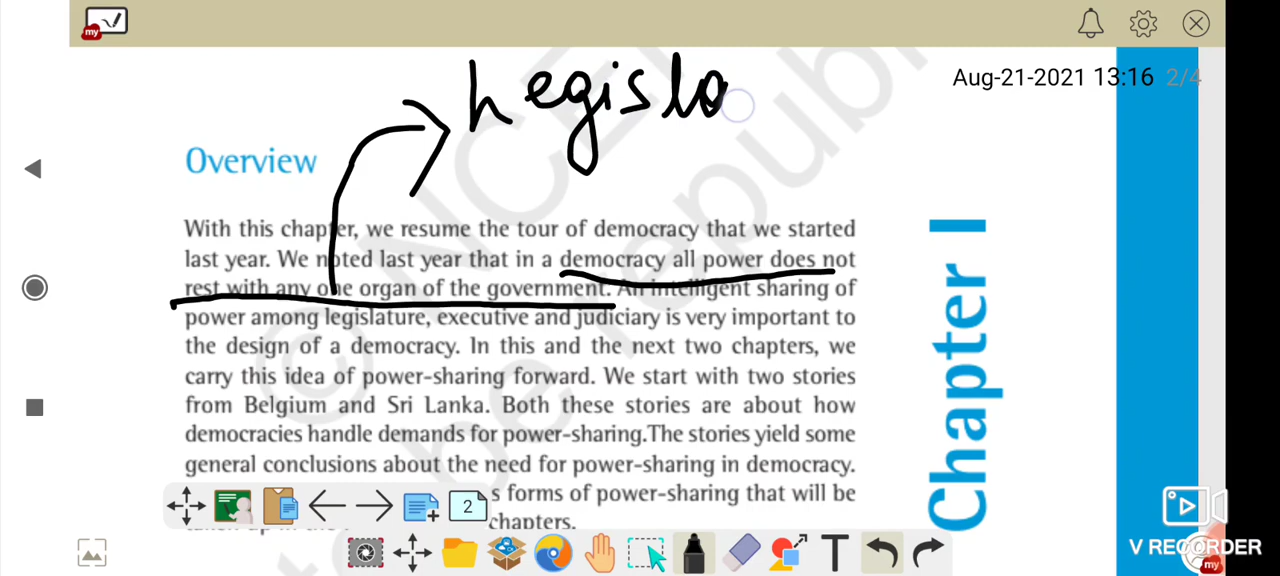 Aug-21-2021 13:16 2/4
Overview
With this chapter, we resume the tour of democracy that we started
last year. We noted last year that in a democracy all power does not
rest with any one organ of the government. An intelligent sharing of
power among legislature, executive and judiciary is very important to
the design of a democracy. In this and the next two chapters, we
carry this idea of power-sharing forward. We start with two stories
from Belgium and Sri Lanka. Both these stories are about how
democracies handle demands for power-sharing.The stories yield some
general conclusions about the need for power-sharing in democracy.
s forms of power-sharing that will be
chapters.
Chapter I
2
T
V RECORDER
my
my